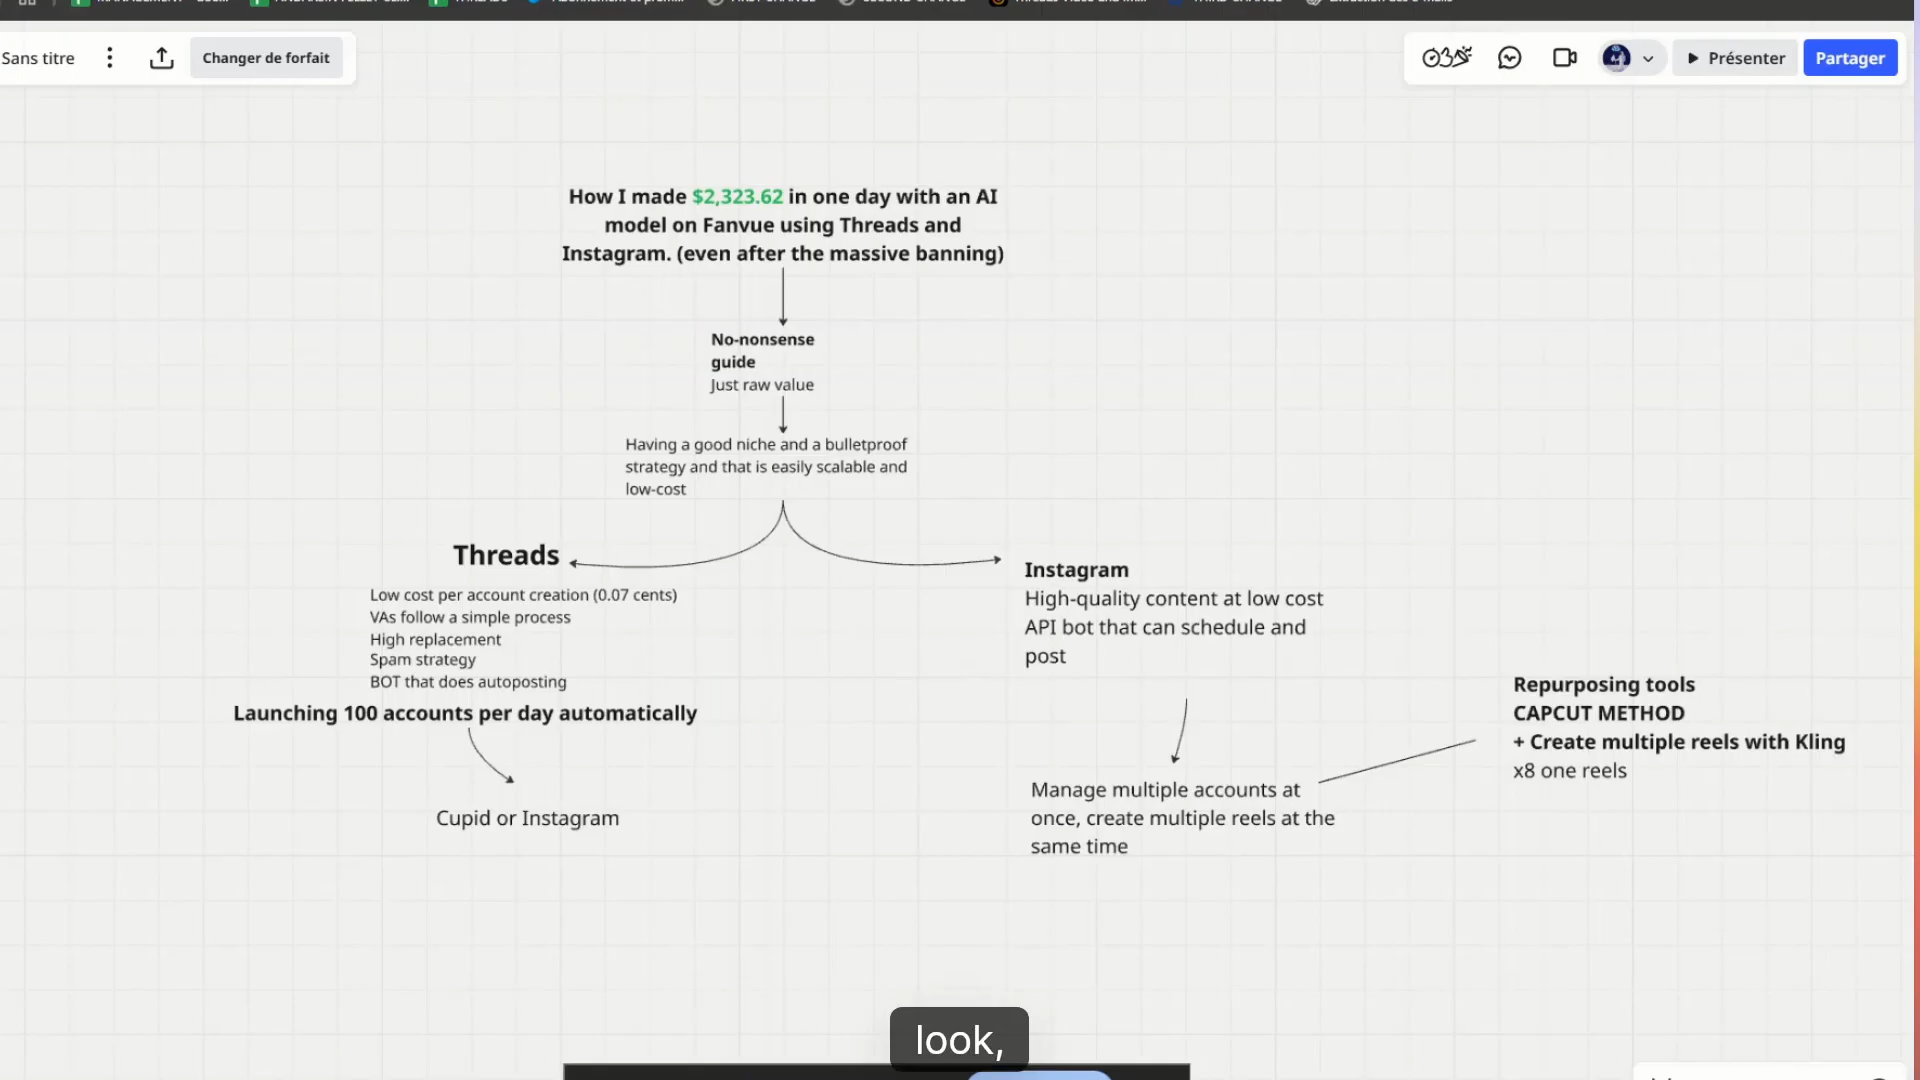 Sans titre
Changer de forfait
Présenter
Partager
How I made $2,323.62 in one day with an AI
model on Fanvue using Threads and
Instagram. (even after the massive banning)
No-nonsense
guide
Just raw value
Having a good niche and a bulletproof
strategy and that is easily scalable and
low-cost
Threads
Low cost per account creation (0.07 cents)
VAs follow a simple process
High replacement
Spam strategy
BOT that does autoposting
Launching 100 accounts per day automatically
Cupid or Instagram
Instagram
High-quality content at low cost
API bot that can schedule and
post
Manage multiple accounts at
once, create multiple reels at the
same time
Repurposing tools
CAPCUT METHOD
+ Create multiple reels with Kling
x8 one reels
look,